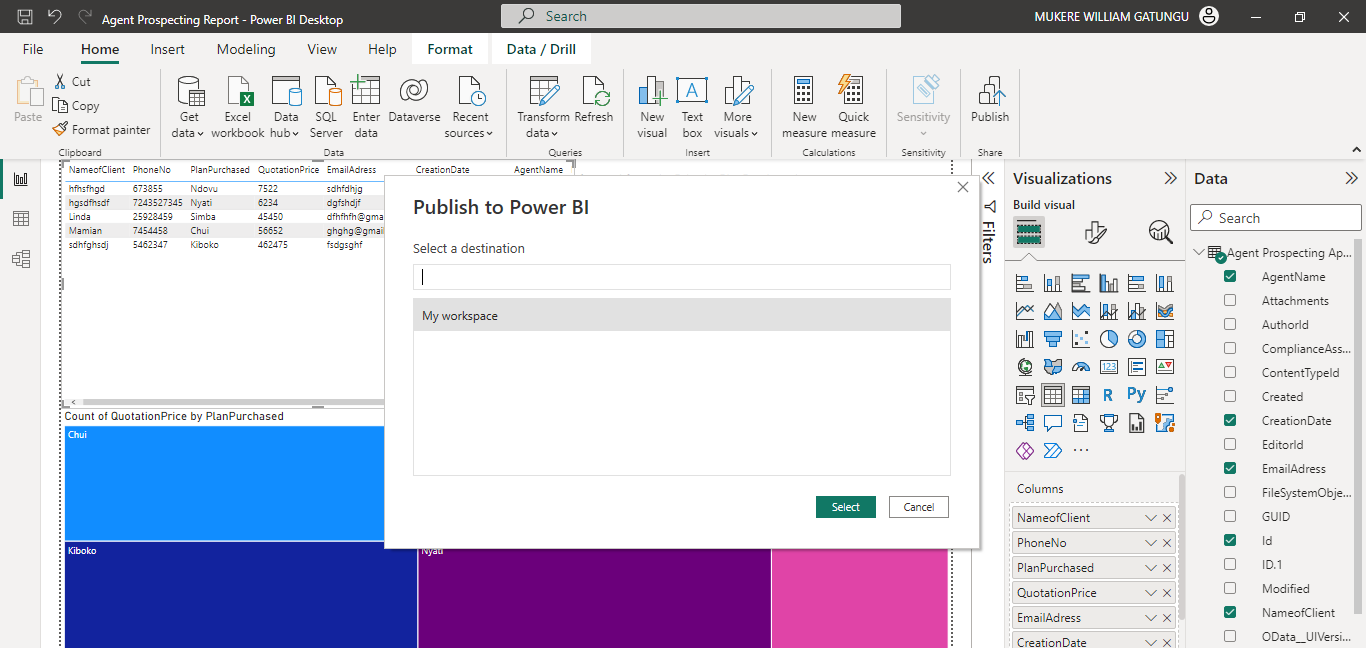 Agent Prospecting Report - Power BI Desktop
Search
MUKERE WILLIAM GATUNGU
File Home Insert Modeling View Help Format Data / Drill
Paste
Cut
Copy
Format painter
Get data
Excel workbook
Data hub
SQL Server
Enter data
Dataverse
Recent sources
Transform data
Refresh
New visual
Text box
More visuals
New measure
Quick measure
Sensitivity
Publish
Clipboard Data Queries Insert Calculations Sensitivity Share
NameofClient PhoneNo PlanPurchased QuotationPrice EmailAdress CreationDate AgentName
hfhsfhgd 673855 Ndovu 7522 sdhfdhjg
hgsdfhsdf 7243527345 Nyati 6234 dgfshdjf
Linda 25928459 Simba 45450 dfhfhfh@gma
Mamian 7454458 Chui 56652 ghghg@gmai
sdhfghsdj 5462347 Kiboko 462475 fsdgsghf
Count of QuotationPrice by PlanPurchased
Chui
Kiboko
Nyati
Publish to Power BI
Select a destination
My workspace
Select
Cancel
Filters
Visualizations
Build visual
123
R
Py
...
Columns
NameofClient
PhoneNo
PlanPurchased
QuotationPrice
EmailAdress
CreationDate
Data
Search
Agent Prospecting Ap...
AgentName
Attachments
AuthorId
ComplianceAss...
ContentTypeId
Created
CreationDate
EditorId
EmailAdress
FileSystemObje...
GUID
Id
ID.1
Modified
NameofClient
OData__UIVersi...